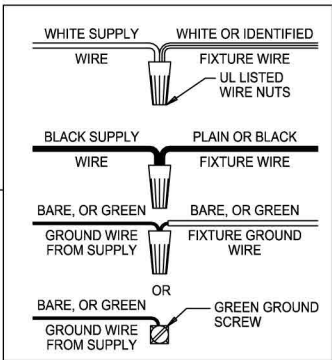 WHITE SUPPLY WIRE
WHITE OR IDENTIFIED FIXTURE WIRE
UL LISTED
WIRE NUTS
BLACK SUPPLY WIRE
PLAIN OR BLACK FIXTURE WIRE
BARE, OR GREEN
GROUND WIRE
FROM SUPPLY
BARE, OR GREEN
FIXTURE GROUND
WIRE
OR
BARE, OR GREEN
GROUND WIRE
FROM SUPPLY
GREEN GROUND
SCREW